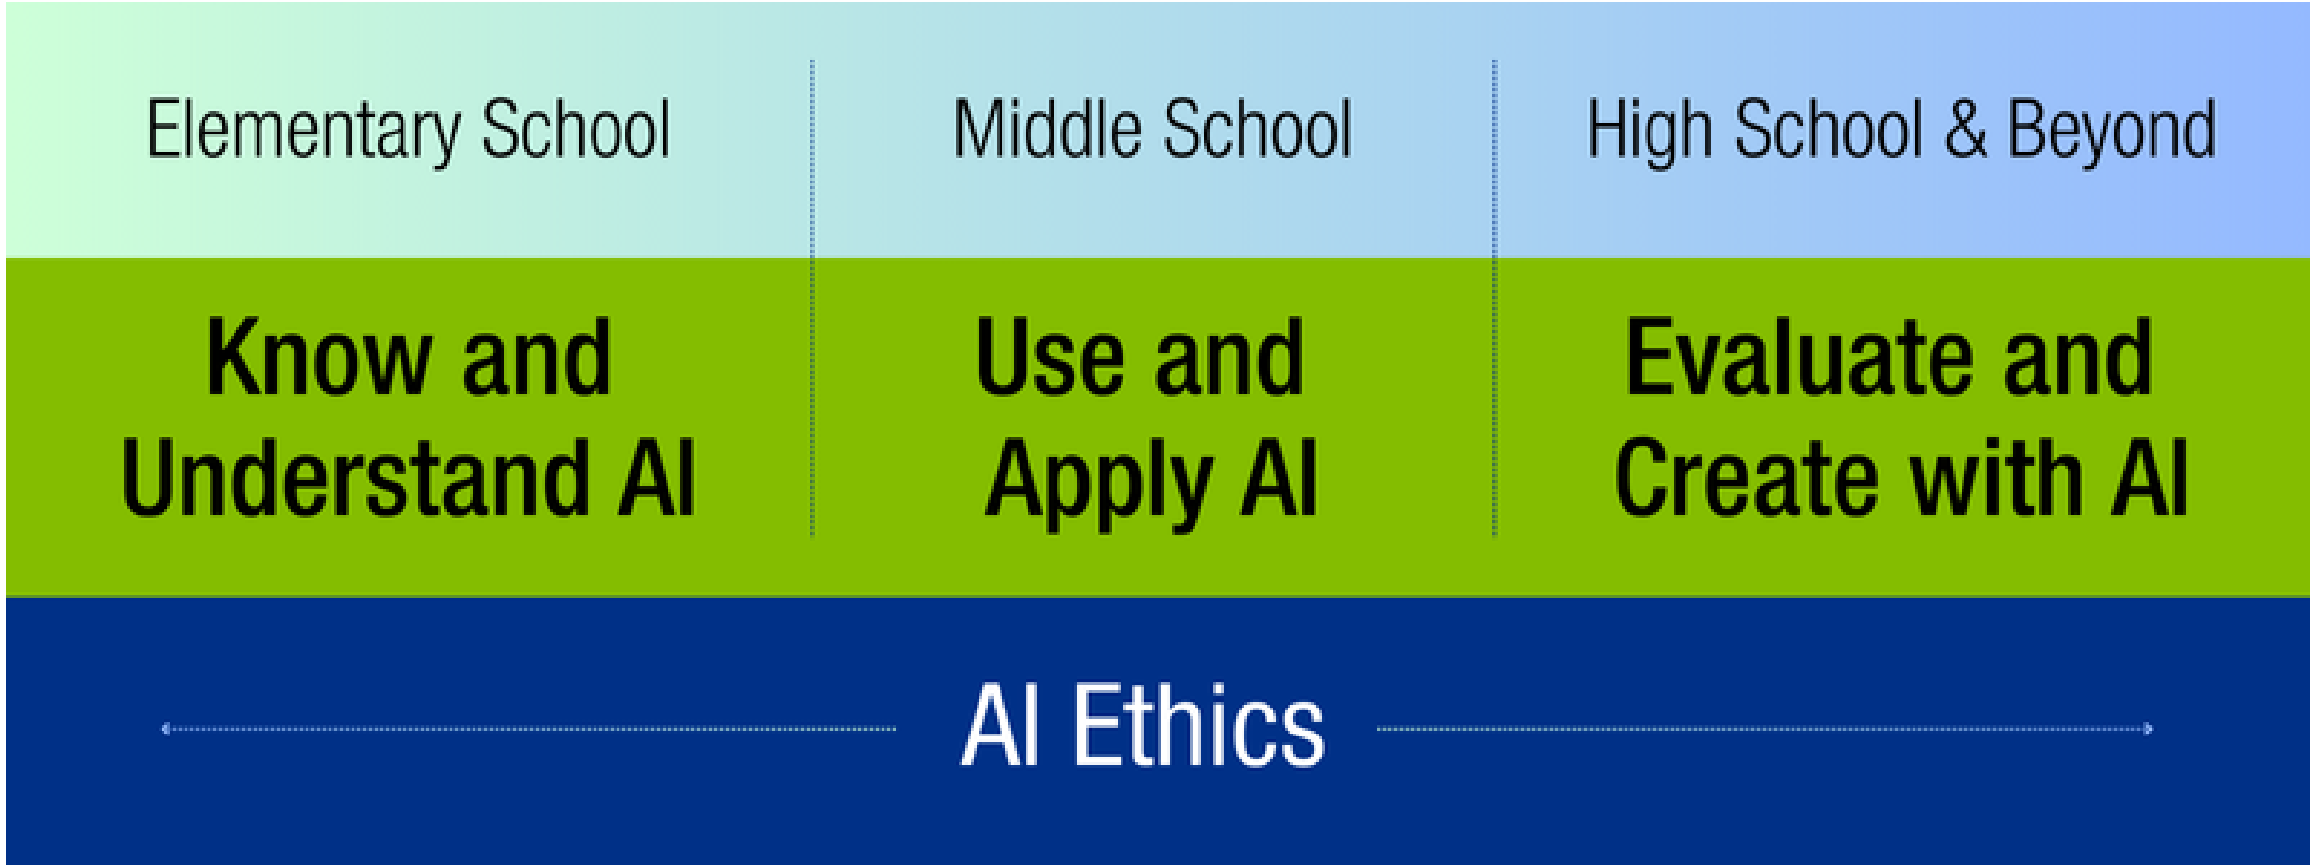 Elementary School
Middle School
High School & Beyond
Know and
Understand AI
Use and
Apply AI
Evaluate and
Create with AI
AI Ethics